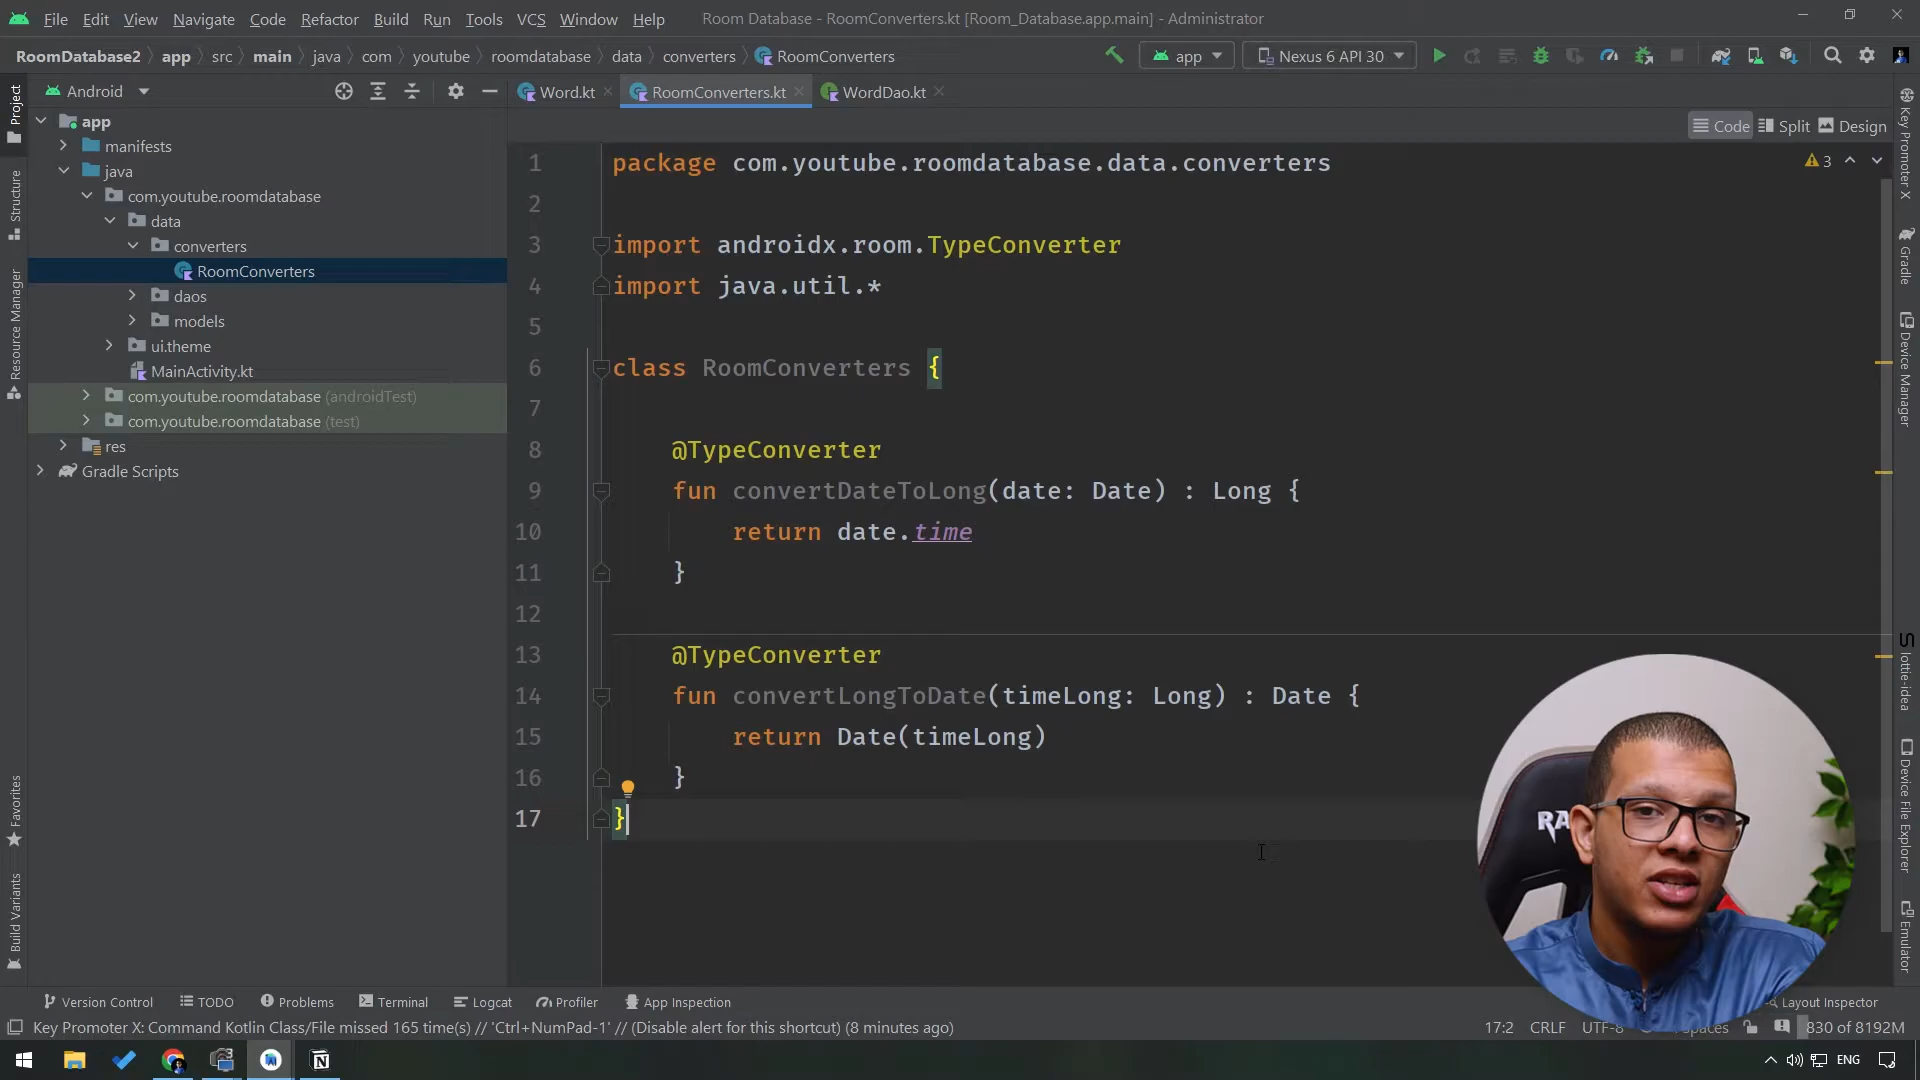 File Edit View Navigate Code Refactor Build Run Tools VCS Window Help Room Database - RoomConverters.kt [Room_Database.app.main] - Administrator
RoomDatabase2 app src main java com youtube roomdatabase data converters RoomConverters app Nexus 6 API 30
Android
Word.kt RoomConverters.kt WordDao.kt
Code Split Design
app
manifests
java
com.youtube.roomdatabase
data
converters
RoomConverters
daos
models
ui.theme
MainActivity.kt
com.youtube.roomdatabase (androidTest)
com.youtube.roomdatabase (test)
res
Gradle Scripts
Project
Structure
Resource Manager
Favorites
Build Variants
3
1 package com.youtube.roomdatabase.data.converters
2
3 import androidx.room.TypeConverter
4 import java.util.*
5
6 class RoomConverters {
7
8 @TypeConverter
9 fun convertDateToLong(date: Date) : Long {
10 return date.time
11 }
12
13 @TypeConverter
14 fun convertLongToDate(timeLong: Long) : Date {
15 return Date(timeLong)
16 }
17 }
Key Promoter X
Gradle
Device Manager
lottie-idea
Device File Explorer
Emulator
RA
Version Control TODO Problems Terminal Logcat Profiler App Inspection Layout Inspector
Key Promoter X: Command Kotlin Class/File missed 165 time(s) // 'Ctrl+NumPad-1' // (Disable alert for this shortcut) (8 minutes ago) 17:2 CRLF UTF-8 spaces 830 of 8192M
ENG